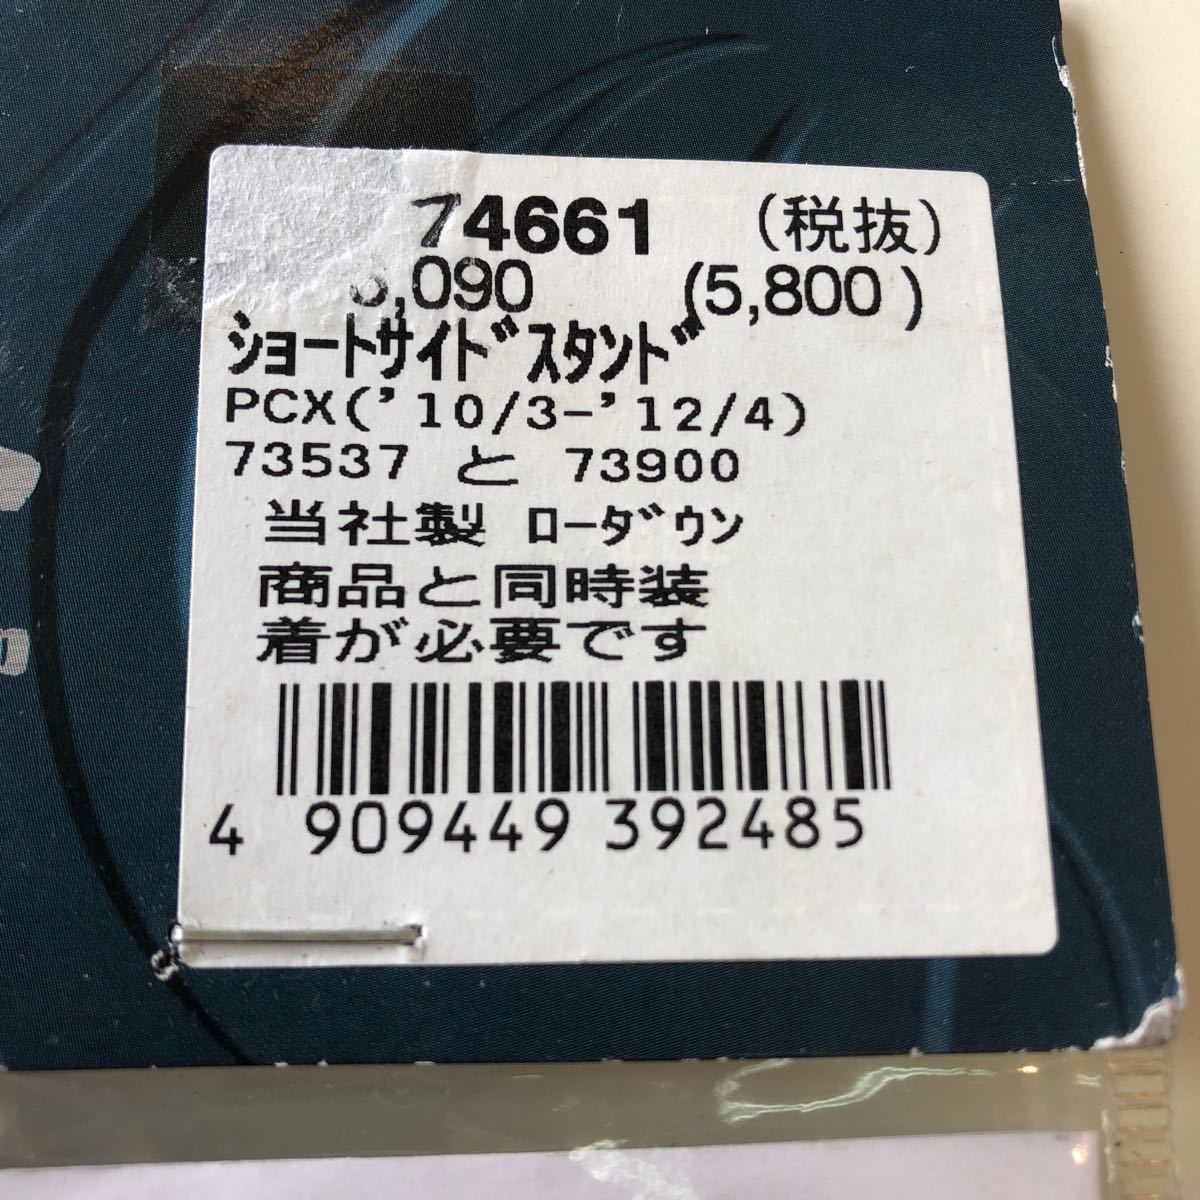 74661 (税抜)
6,090 (5,800)
ｼｮｰﾄｻｲﾄﾞｽﾀﾝﾄﾞ
PCX('10/3-'12/4)
73537 と 73900
当社製 ﾛｰﾀﾞｳﾝ
商品と同時装
着が必要です
4 909449 392485